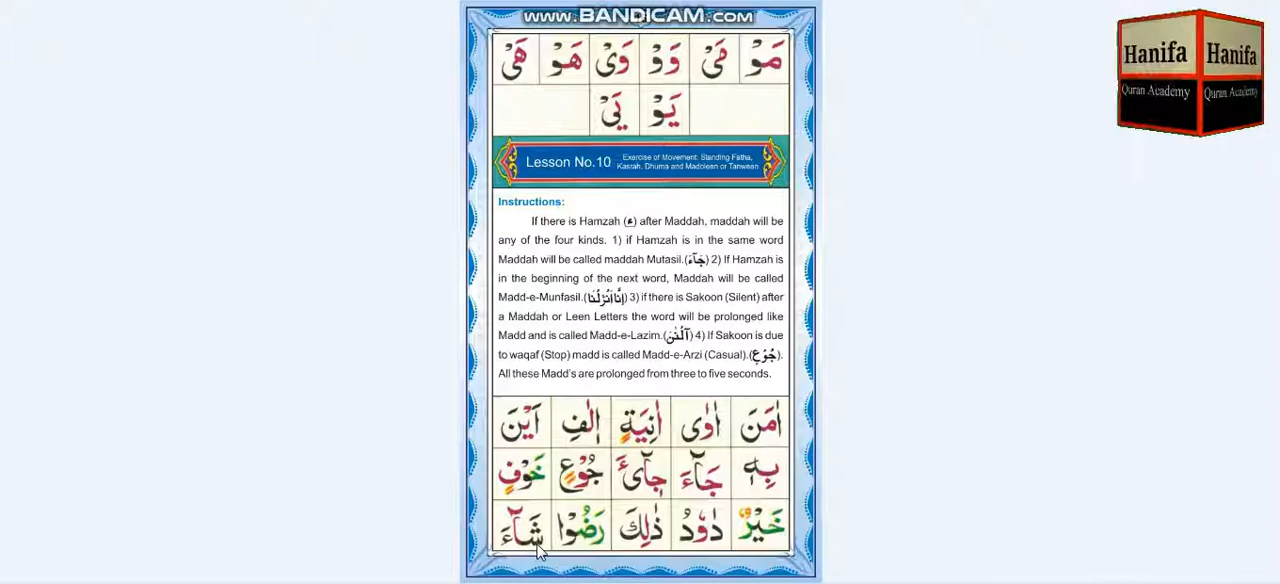 www.BANDICAM.com
Hanifa Hanifa
Quran Academy Quran Academy
مَوْ هَیْ وَوْ وَیْ هَوْ هَیْ
یَوْ یَیْ
Lesson No.10
Exercise of Movement: Standing Fatha,
Kasrah, Dhuma and Madoleen or Tanween
Instructions:
If there is Hamzah (ء) after Maddah, maddah will be
any of the four kinds. 1) if Hamzah is in the same word
Maddah will be called maddah Mutasil.(جَآءَ) 2) If Hamzah is
in the beginning of the next word, Maddah will be called
Madd-e-Munfasil.(اِنَّا اَنْزَلْنَا) 3) if there is Sakoon (Silent) after
a Maddah or Leen Letters the word will be prolonged like
Madd and is called Madd-e-Lazim.(آلْـٰٔنَ) 4) If Sakoon is due
to waqaf (Stop) madd is called Madd-e-Arzi (Casual).(جُوْعٍ).
All these Madd's are prolonged from three to five seconds.
اٰمَنَ اٰوٰی اٰنِیَةٍ اٖلٰفِ اَیْنَ
بِهٖ جَآءَ جِایْٓءَ جُوْعٍ خَوْفٍ
خَیْرٌ دَاوٗدُ ذٰلِكَ رَضُوْا شَآءَ